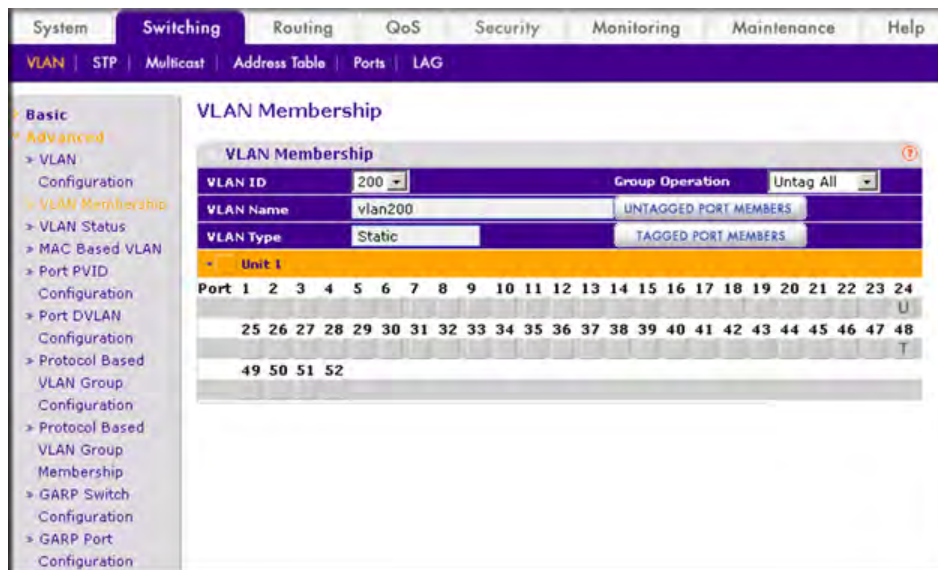 System Switching Routing QoS Security Monitoring Maintenance Help
VLAN STP Multicast Address Table Ports LAG
Basic
Advanced
» VLAN
Configuration
» VLAN Membership
» VLAN Status
» MAC Based VLAN
» Port PVID
Configuration
» Port DVLAN
Configuration
» Protocol Based
VLAN Group
Configuration
» Protocol Based
VLAN Group
Membership
» GARP Switch
Configuration
» GARP Port
Configuration
VLAN Membership
VLAN Membership ?
VLAN ID 200 Group Operation Untag All
VLAN Name vlan200 UNTAGGED PORT MEMBERS
VLAN Type Static TAGGED PORT MEMBERS
Unit 1
Port 1 2 3 4 5 6 7 8 9 10 11 12 13 14 15 16 17 18 19 20 21 22 23 24
U
25 26 27 28 29 30 31 32 33 34 35 36 37 38 39 40 41 42 43 44 45 46 47 48
T
49 50 51 52